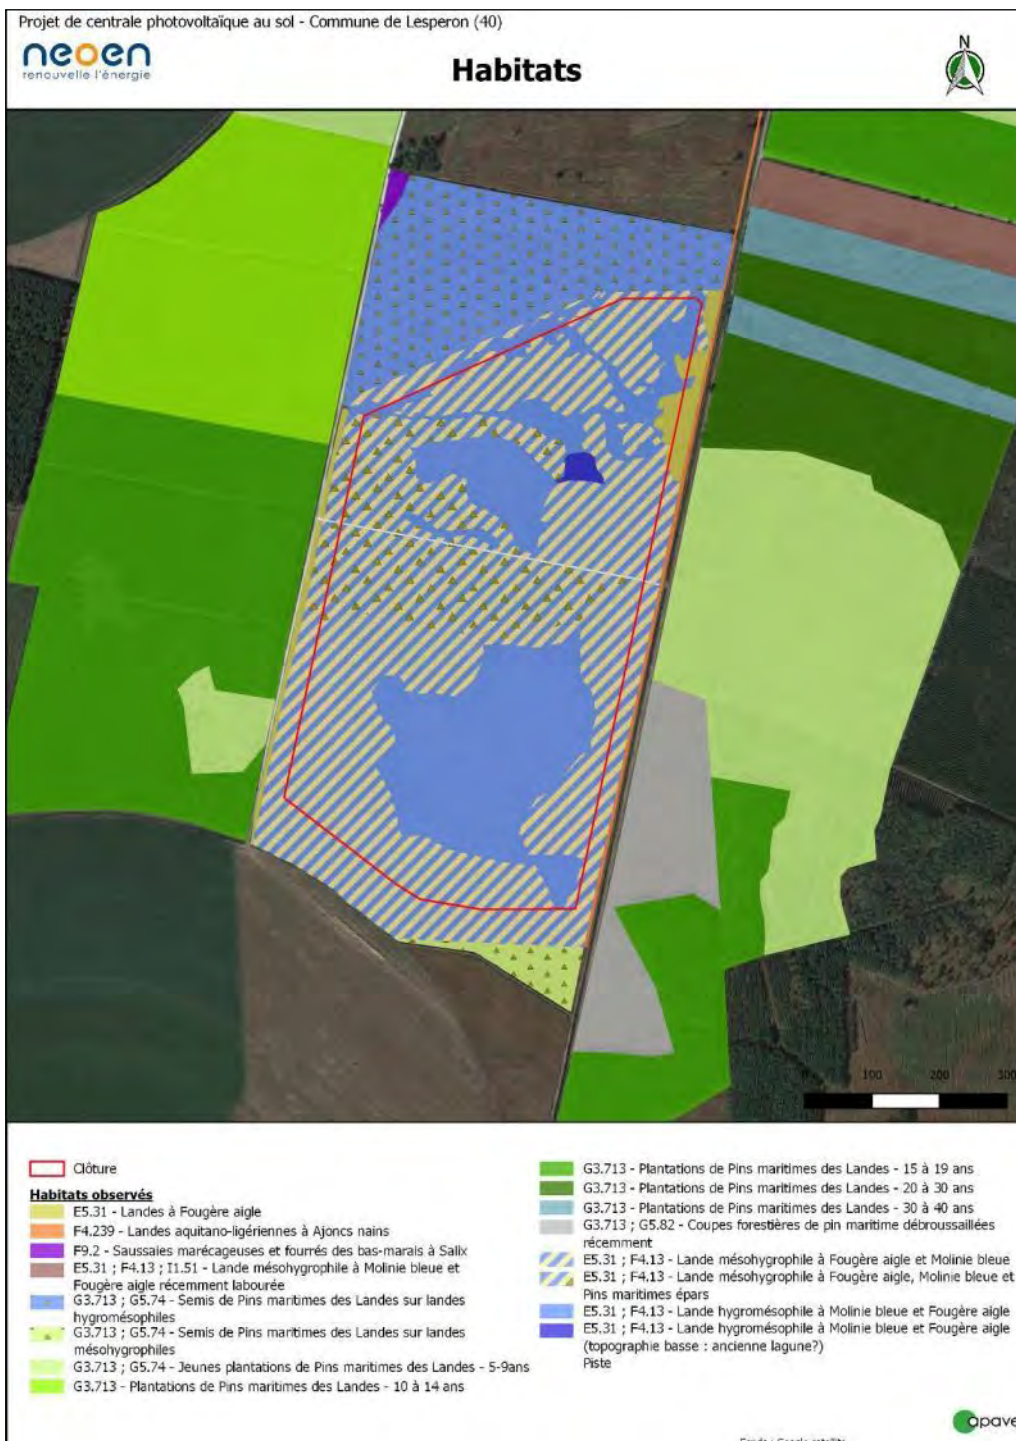 Projet de centrale photovoltaïque au sol - Commune de Lesperon (40)
neoen
renouvelle l'énergie
Habitats
N
100
200
300
Clôture
Habitats observés
E5.31 - Landes à Fougère aigle
F4.239 - Landes aquitano-ligériennes à Ajoncs nains
F9.2 - Saussaies marécageuses et fourrés des bas-marais à Salix
E5.31 ; F4.13 ; I1.51 - Lande mésohygrophile à Molinie bleue et
Fougère aigle récemment labourée
G3.713 ; G5.74 - Semis de Pins maritimes des Landes sur landes
hygromésophiles
G3.713 ; G5.74 - Semis de Pins maritimes des Landes sur landes
mésohygrophiles
G3.713 ; G5.74 - Jeunes plantations de Pins maritimes des Landes - 5-9ans
G3.713 - Plantations de Pins maritimes des Landes - 10 à 14 ans
G3.713 - Plantations de Pins maritimes des Landes - 15 à 19 ans
G3.713 - Plantations de Pins maritimes des Landes - 20 à 30 ans
G3.713 - Plantations de Pins maritimes des Landes - 30 à 40 ans
G3.713 ; G5.82 - Coupes forestières de pin maritime débroussaillées
récemment
E5.31 ; F4.13 - Lande mésohygrophile à Fougère aigle et Molinie bleue
E5.31 ; F4.13 - Lande mésohygrophile à Fougère aigle, Molinie bleue et
Pins maritimes épars
E5.31 ; F4.13 - Lande hygromésophile à Molinie bleue et Fougère aigle
E5.31 ; F4.13 - Lande hygromésophile à Molinie bleue et Fougère aigle
(topographie basse : ancienne lagune?)
Piste
apave